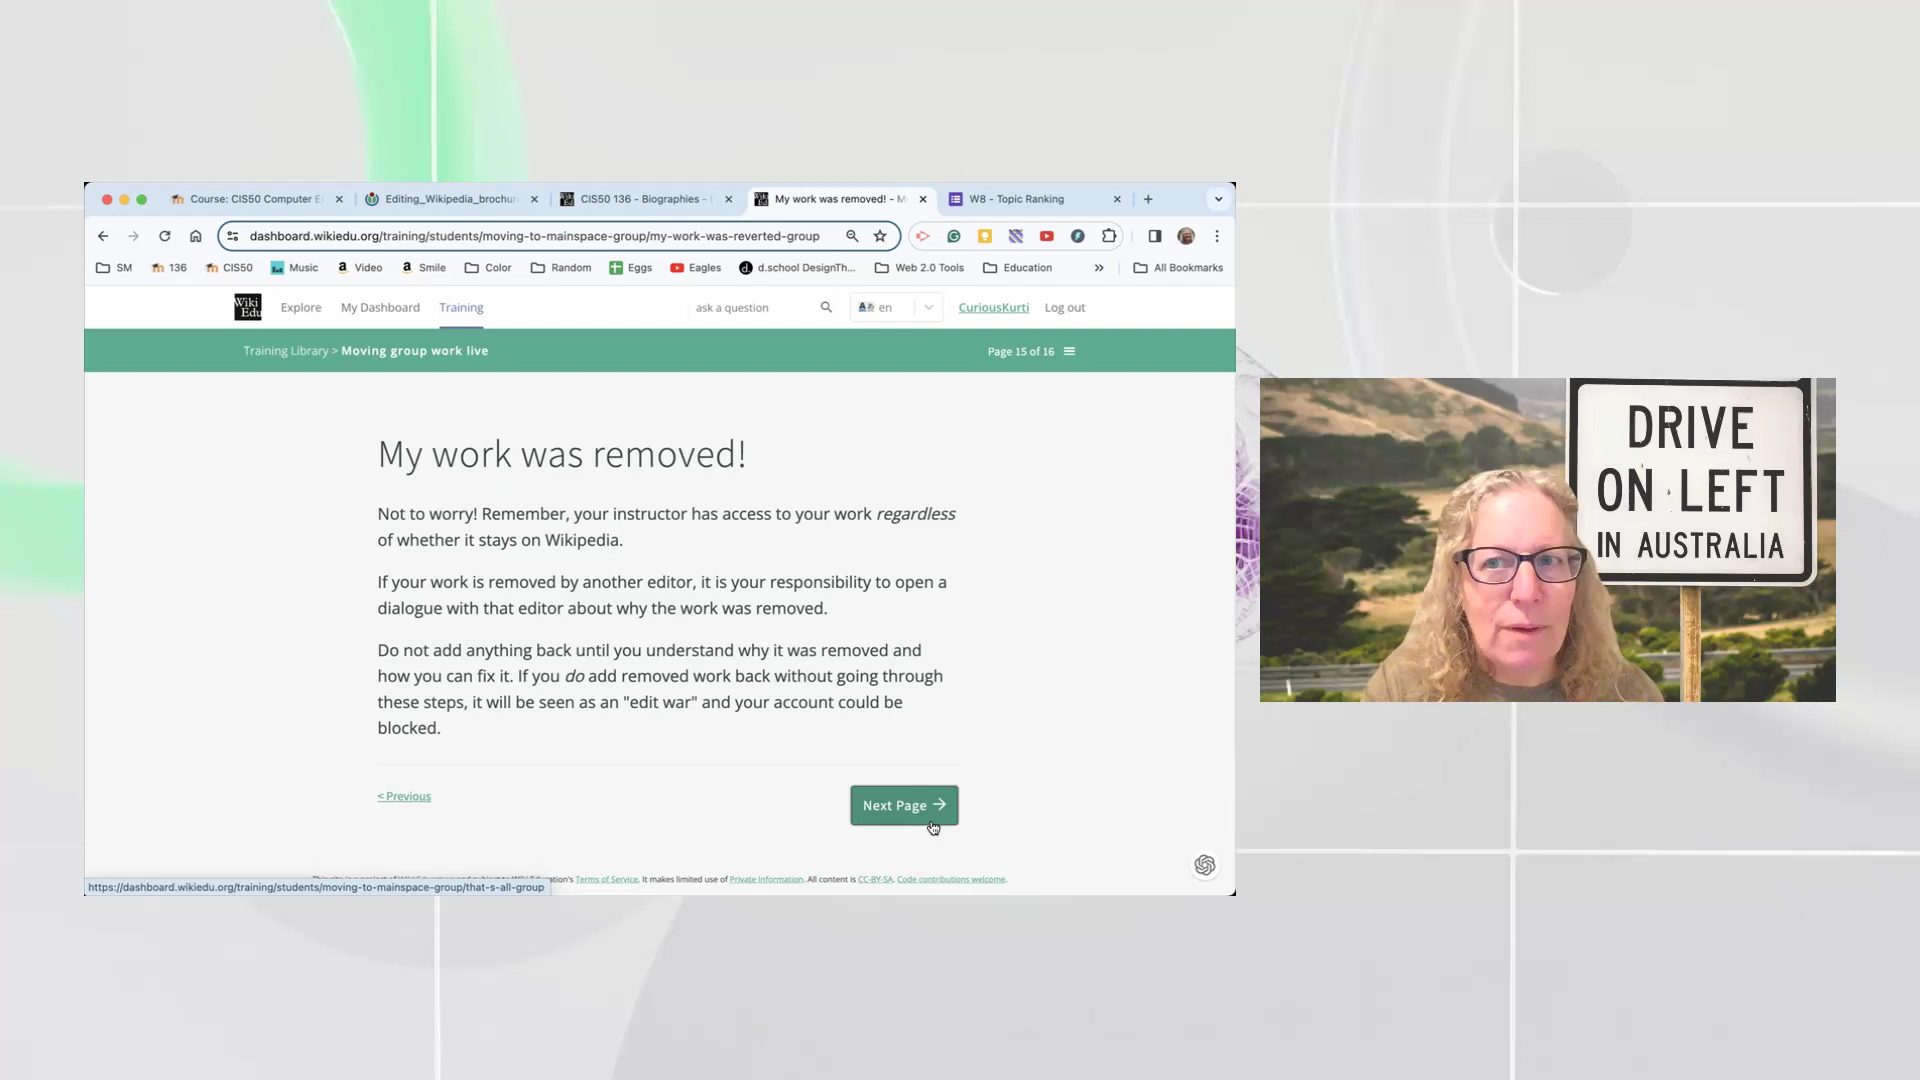 Course: CIS50 Computer E
Editing_Wikipedia_brochur
CIS50 136 - Biographies - (
My work was removed! - M
W8 - Topic Ranking
dashboard.wikiedu.org/training/students/moving-to-mainspace-group/my-work-was-reverted-group
SM
136
CIS50
Music
Video
Smile
Color
Random
Eggs
Eagles
d.school DesignTh...
Web 2.0 Tools
Education
All Bookmarks
Wiki
Edu
Explore
My Dashboard
Training
ask a question
en
CuriousKurti
Log out
Training Library > Moving group work live
Page 15 of 16
My work was removed!
Not to worry! Remember, your instructor has access to your work regardless
of whether it stays on Wikipedia.
If your work is removed by another editor, it is your responsibility to open a
dialogue with that editor about why the work was removed.
Do not add anything back until you understand why it was removed and
how you can fix it. If you do add removed work back without going through
these steps, it will be seen as an "edit war" and your account could be
blocked.
< Previous
Next Page →
Terms of Service. It makes limited use of Private Information. All content is CC-BY-SA. Code contributions welcome.
https://dashboard.wikiedu.org/training/students/moving-to-mainspace-group/that-s-all-group
DRIVE
ON LEFT
IN AUSTRALIA